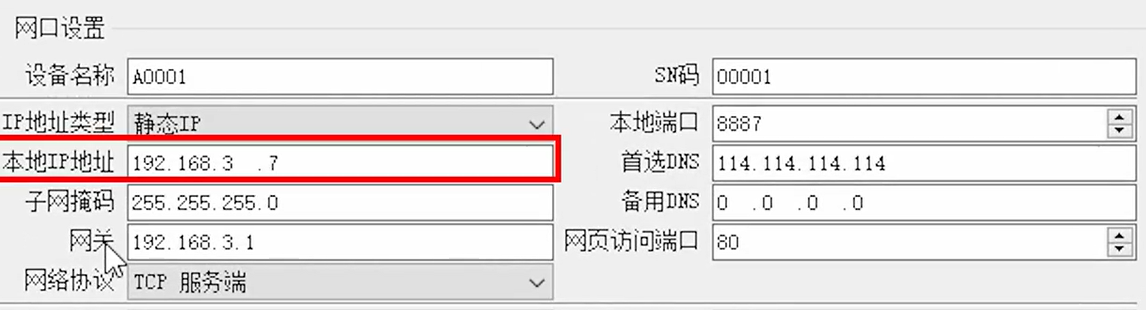 网口设置
设备名称 A0001 SN码 00001
IP地址类型 静态IP 本地端口 8887
本地IP地址 192.168.3  .7 首选DNS 114.114.114.114
子网掩码 255.255.255.0 备用DNS 0  .0  .0  .0
网关 192.168.3.1 网页访问端口 80
网络协议 TCP 服务端